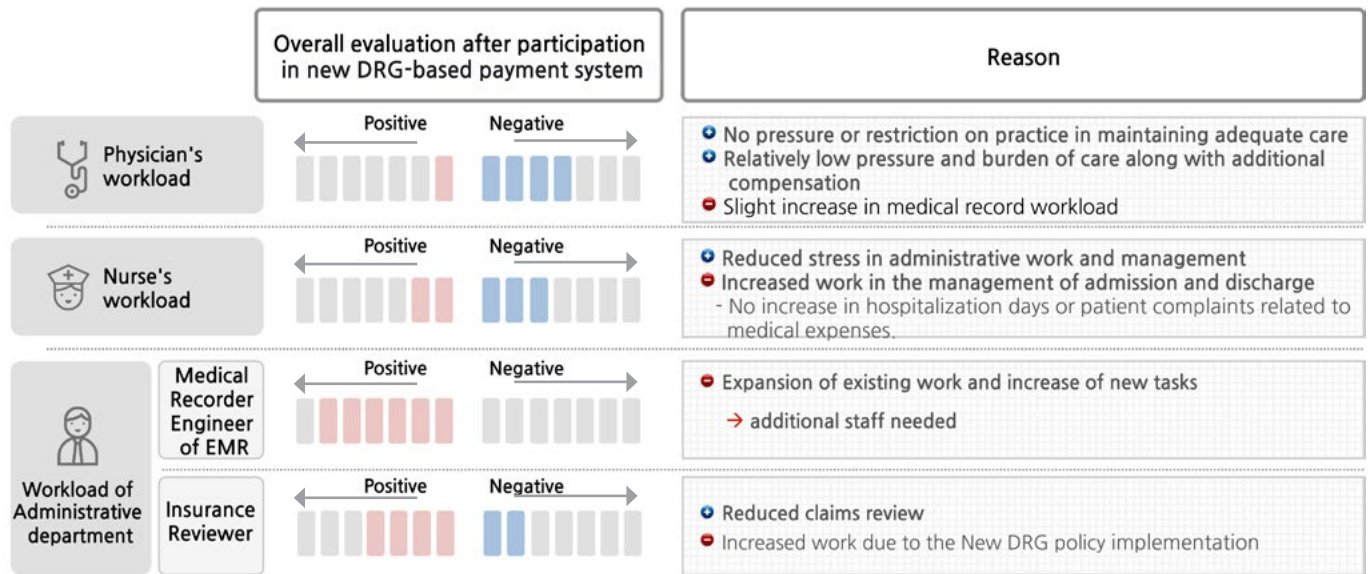 Overall evaluation after participation
in new DRG-based payment system
Reason
Physician's
workload
Positive
Negative
No pressure or restriction on practice in maintaining adequate care
Relatively low pressure and burden of care along with additional
compensation
Slight increase in medical record workload
Nurse's
workload
Positive
Negative
Reduced stress in administrative work and management
Increased work in the management of admission and discharge
- No increase in hospitalization days or patient complaints related to
medical expenses.
Workload of
Administrative
department
Medical
Recorder
Engineer
of EMR
Positive
Negative
Expansion of existing work and increase of new tasks
→ additional staff needed
Insurance
Reviewer
Positive
Negative
Reduced claims review
Increased work due to the New DRG policy implementation